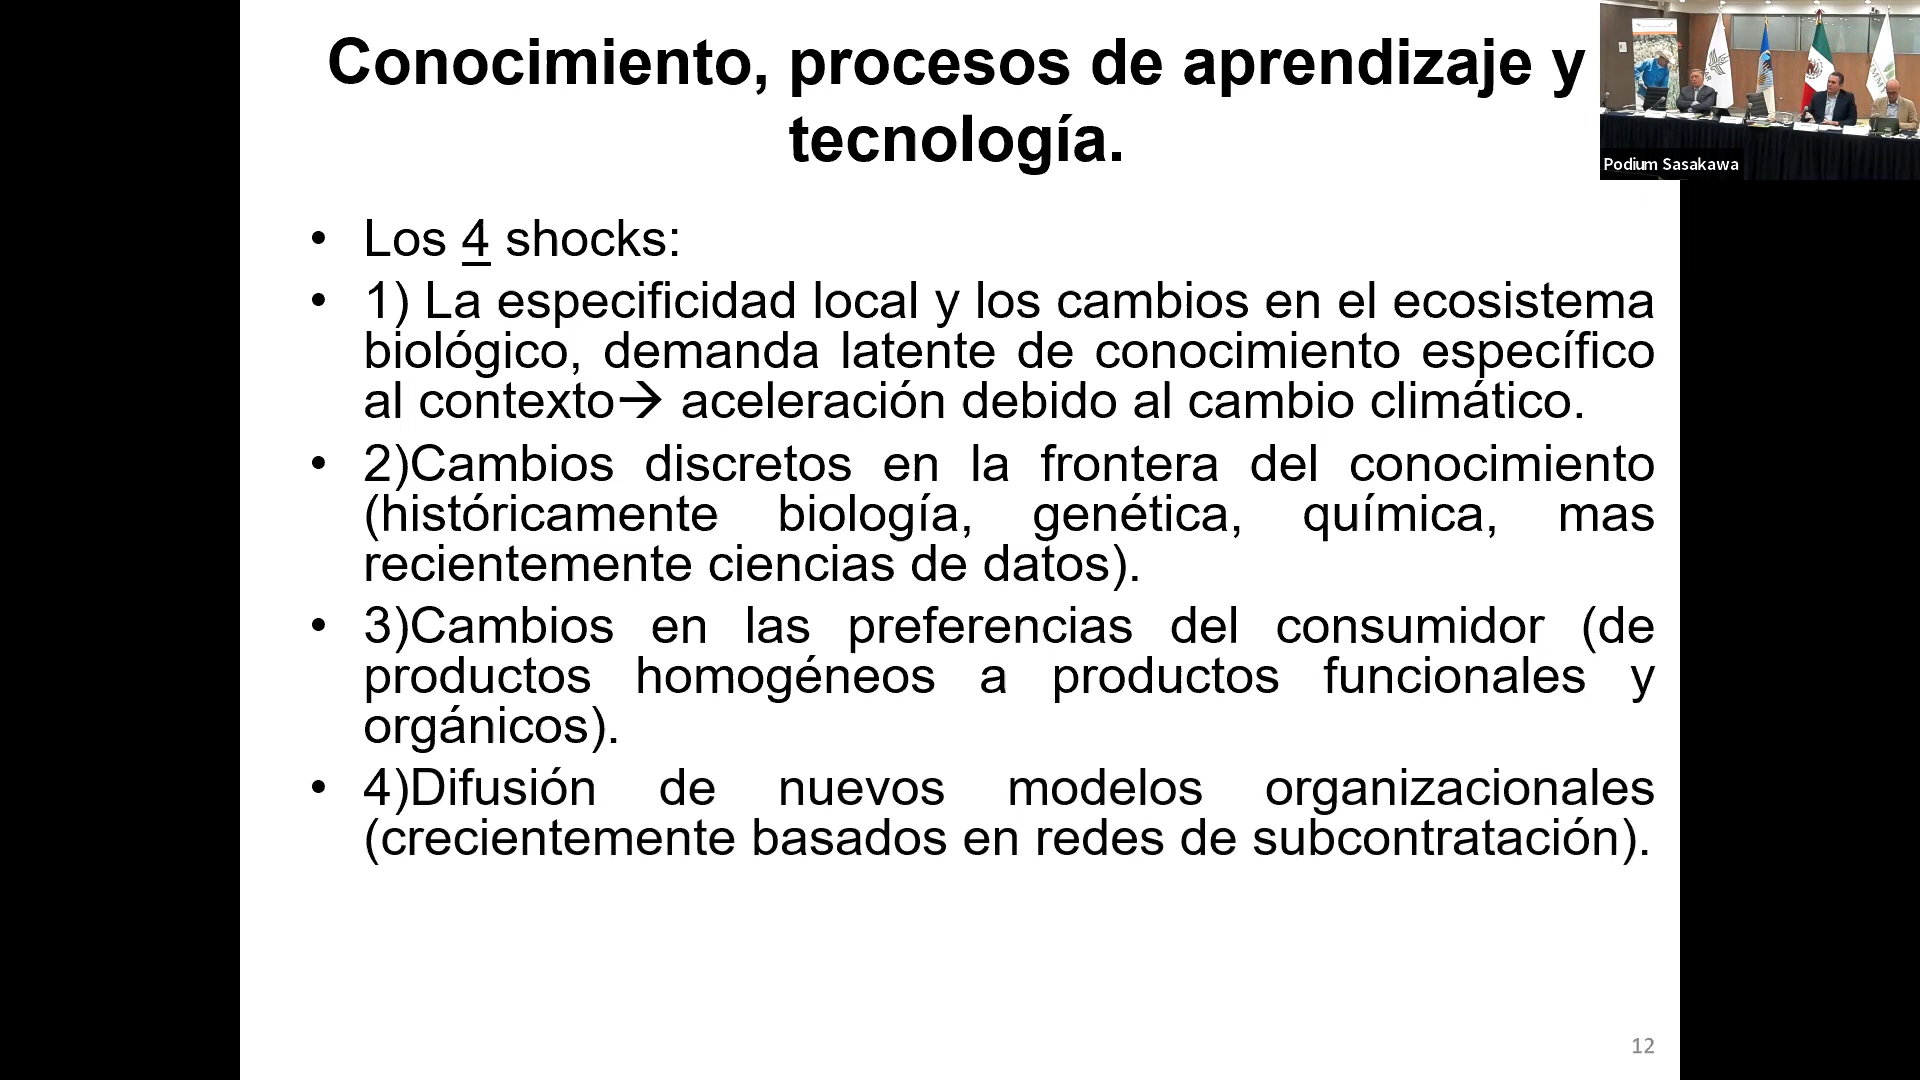 Conocimiento, procesos de aprendizaje y
tecnología.
Podium Sasakawa
• Los 4 shocks:
• 1) La especificidad local y los cambios en el ecosistema
biológico, demanda latente de conocimiento específico
al contexto→ aceleración debido al cambio climático.
• 2)Cambios discretos en la frontera del conocimiento
(históricamente biología, genética, química, mas
recientemente ciencias de datos).
• 3)Cambios en las preferencias del consumidor (de
productos homogéneos a productos funcionales y
orgánicos).
• 4)Difusión de nuevos modelos organizacionales
(crecientemente basados en redes de subcontratación).
12